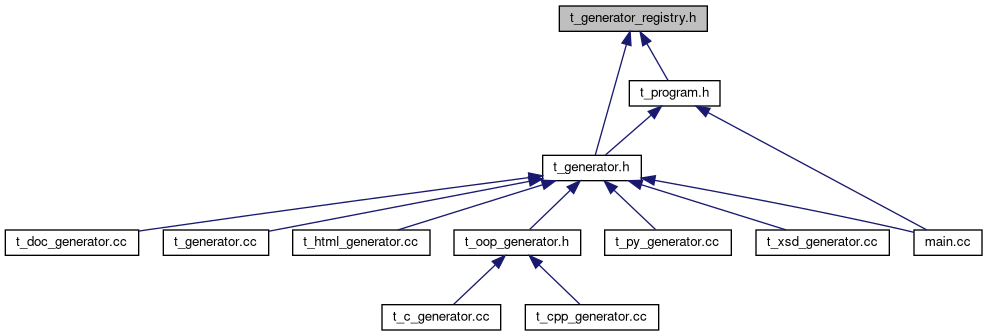 t_generator_registry.h
t_program.h
t_generator.h
t_doc_generator.cc
t_generator.cc
t_html_generator.cc
t_oop_generator.h
t_py_generator.cc
t_xsd_generator.cc
main.cc
t_c_generator.cc
t_cpp_generator.cc